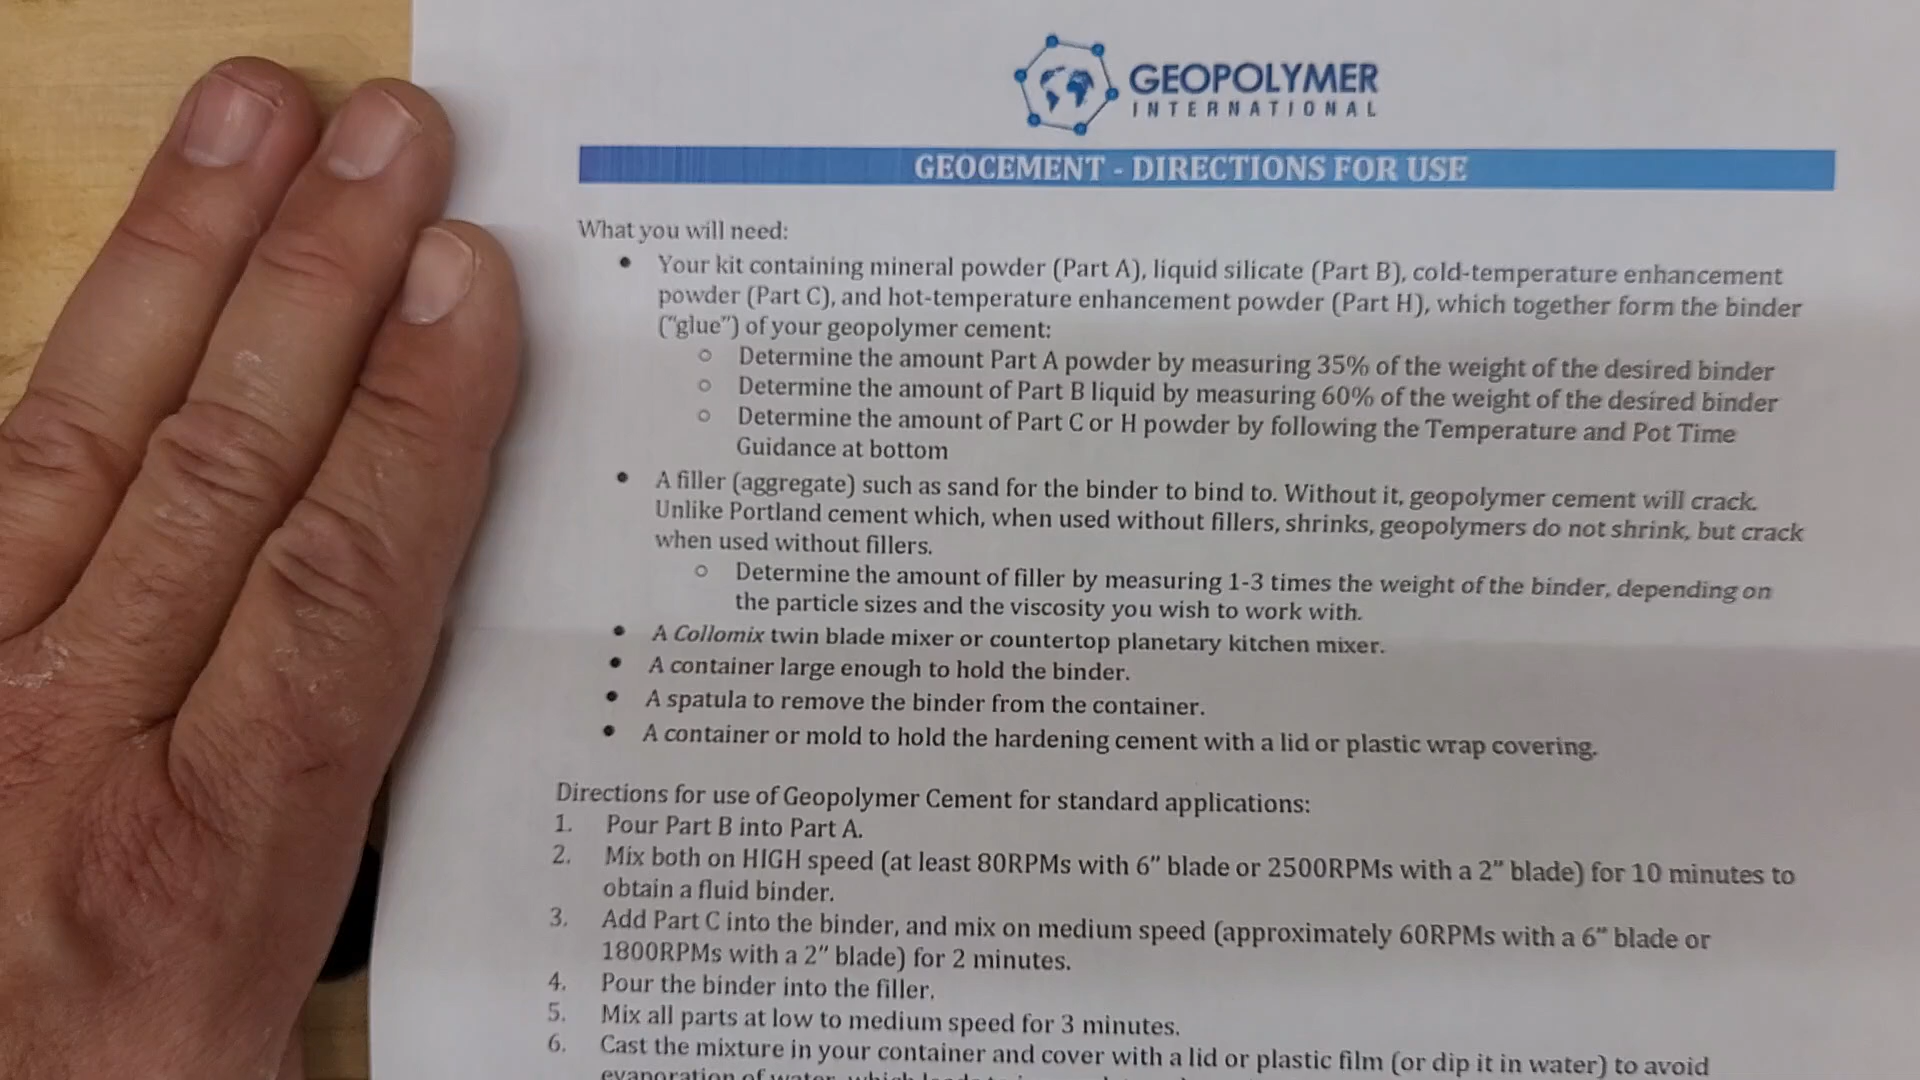 GEOPOLYMER
INTERNATIONAL
GEOCEMENT - DIRECTIONS FOR USE
What you will need:
• Your kit containing mineral powder (Part A), liquid silicate (Part B), cold-temperature enhancement
powder (Part C), and hot-temperature enhancement powder (Part H), which together form the binder
("glue") of your geopolymer cement:
○ Determine the amount Part A powder by measuring 35% of the weight of the desired binder
○ Determine the amount of Part B liquid by measuring 60% of the weight of the desired binder
○ Determine the amount of Part C or H powder by following the Temperature and Pot Time
Guidance at bottom
• A filler (aggregate) such as sand for the binder to bind to. Without it, geopolymer cement will crack.
Unlike Portland cement which, when used without fillers, shrinks, geopolymers do not shrink, but crack
when used without fillers.
○ Determine the amount of filler by measuring 1-3 times the weight of the binder, depending on
the particle sizes and the viscosity you wish to work with.
• A Collomix twin blade mixer or countertop planetary kitchen mixer.
• A container large enough to hold the binder.
• A spatula to remove the binder from the container.
• A container or mold to hold the hardening cement with a lid or plastic wrap covering.
Directions for use of Geopolymer Cement for standard applications:
1. Pour Part B into Part A.
2. Mix both on HIGH speed (at least 80RPMs with 6" blade or 2500RPMs with a 2" blade) for 10 minutes to
obtain a fluid binder.
3. Add Part C into the binder, and mix on medium speed (approximately 60RPMs with a 6" blade or
1800RPMs with a 2" blade) for 2 minutes.
4. Pour the binder into the filler.
5. Mix all parts at low to medium speed for 3 minutes.
6. Cast the mixture in your container and cover with a lid or plastic film (or dip it in water) to avoid
evaporation of water, which leads to